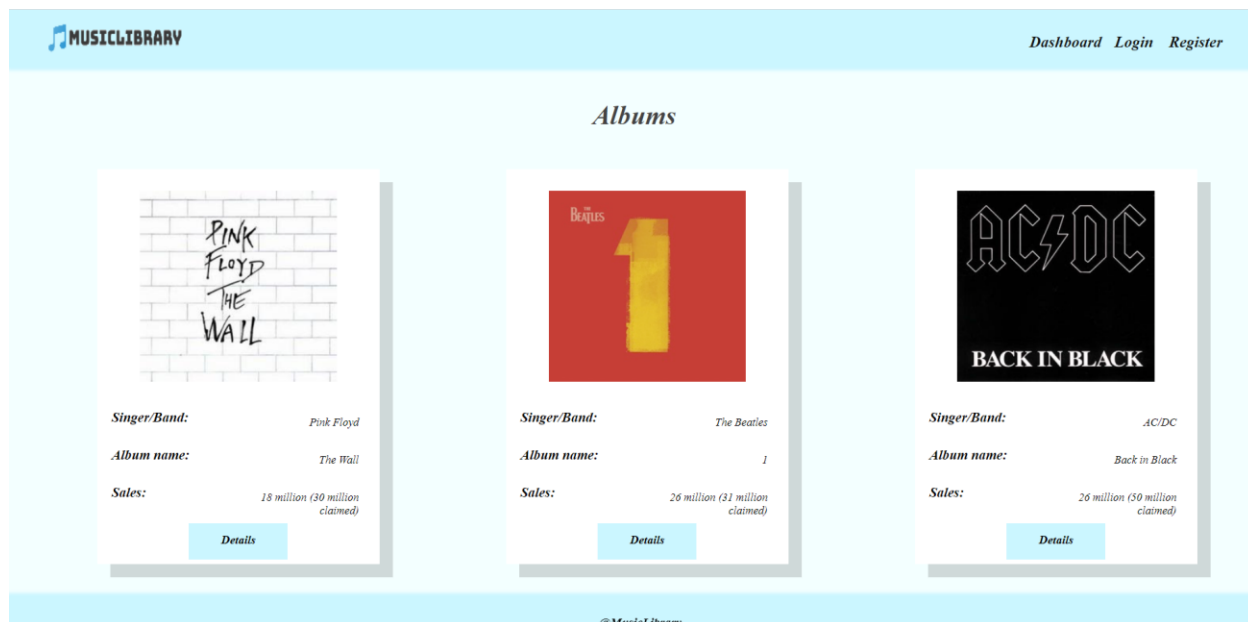 MUSICLIBRARY
Dashboard Login Register
Albums
PINK
FLOYD
THE
WALL
Singer/Band: Pink Floyd
Album name: The Wall
Sales: 18 million (30 million
claimed)
Details
THE
BEATLES
1
Singer/Band: The Beatles
Album name: 1
Sales: 26 million (31 million
claimed)
Details
AC/DC
BACK IN BLACK
Singer/Band: AC/DC
Album name: Back in Black
Sales: 26 million (50 million
claimed)
Details
@MusicLibrary